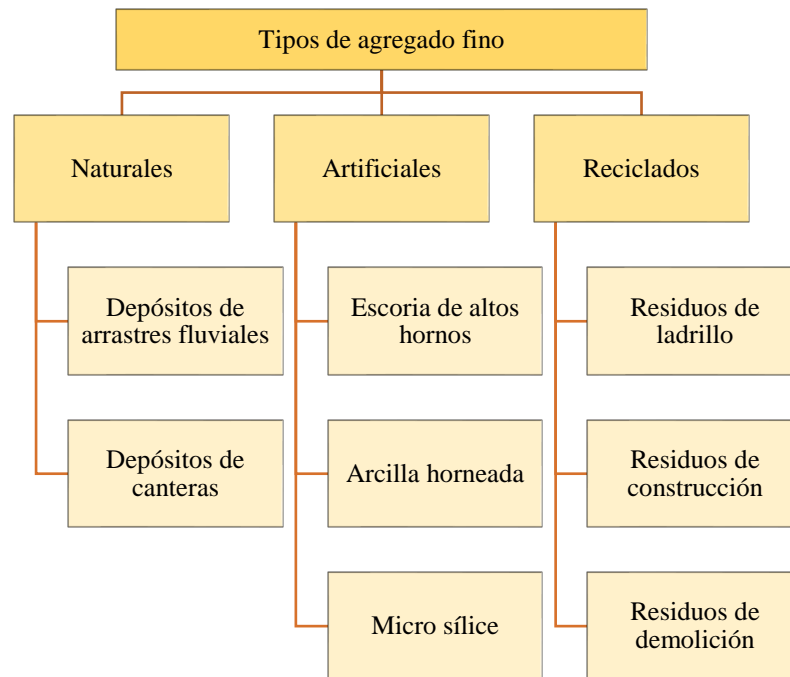 Tipos de agregado fino
Naturales
Depósitos de
arrastres fluviales
Depósitos de
canteras
Artificiales
Escoria de altos
hornos
Arcilla horneada
Micro sílice
Reciclados
Residuos de
ladrillo
Residuos de
construcción
Residuos de
demolición